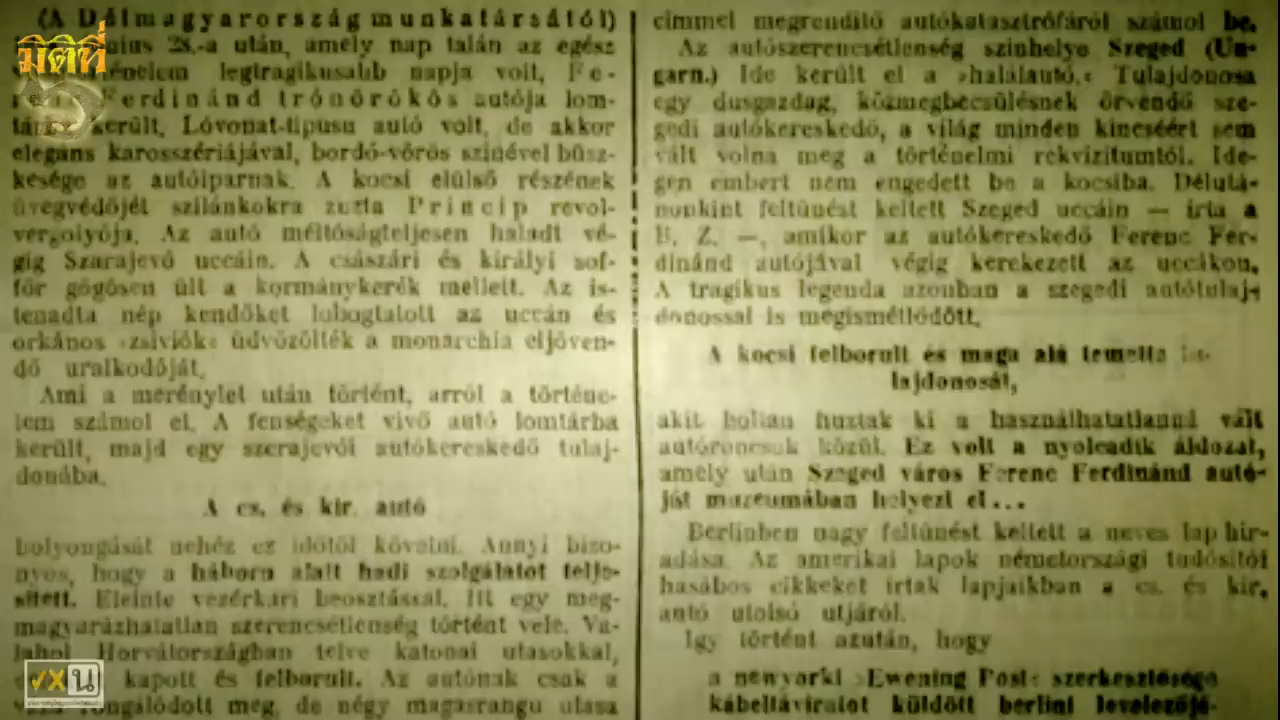 (A Délmagyarország munkatársától)
28.-a után, amely nap talán az egész
legtragikusabb napja volt, Fe-
Ferdinánd trónörökös autója lom-
került. Lóvonat-tipusu autó volt, de akkor
elegáns karosszériájával, bordó-vörös szinével büsz-
kesége az autóiparnak. A kocsi elülső részének
üvegvédőjét szilánkokra zuzta Princip revol-
vergolyója. Az autó méltóságteljesen haladt vé-
gig Szarajevó uccáin. A császári és királyi sof-
főr gőgösen ült a kormánykerék mellett. Az is-
tenadta nép kendőket lobogtatott az uccán és
orkános »zsiviók« üdvözölték a monarchia eljöven-
dő uralkodóját.
Ami a merénylet után történt, arról a történe-
lem számol el. A fenségeket vivő autó lomtárba
került, majd egy szerajevói autókereskedő tulaj-
donába.
A cs. és kir. autó
bolyongását nehéz ez időtől követni. Annyi bizo-
nyos, hogy a háboru alatt hadi szolgálatot telje-
sített. Eleinte vezérkari beosztással. Itt egy meg-
magyarázhatatlan szerencsétlenség történt vele. Va-
lahol Horvátországban telve katonai utasokkal,
kapott és felborult. Az autónak csak a
rongálódott meg, de négy magasrangu utasa
cimmel megrenditő autókatasztrófáról számol be.
Az autószerencsétlenség szinhelye Szeged (Un-
garn.) Ide került el a »halálautó.« Tulajdonosa
egy dusgazdag, közmegbecsülésnek örvendő sze-
gedi autókereskedő, a világ minden kincséért sem
vált volna meg a történelmi rekvizitumtól. Ide-
gen embert nem engedett be a kocsiba. Délutá-
nonkint feltünést keltett Szeged uccáin — irta a
B. Z. —, amikor az autókereskedő Ferenc Fer-
dinánd autójával végig kerekezett az uccákon.
A tragikus legenda azonban a szegedi autótulaj-
donossal is megismétlődött.
A kocsi felborult és maga alá temette tu-
lajdonosát,
akit holtan huztak ki a használhatatlanná vált
autóroncsok közül. Ez volt a nyolcadik áldozat,
amely után Szeged város Ferenc Ferdinánd autó-
ját muzeumában helyezi el...
Berlinben nagy feltünést keltett a neves lap hir-
adása. Az amerikai lapok németországi tudósitói
hasábos cikkeket irtak lapjaikban a cs. és kir.
autó utolsó utjáról.
Igy történt azután, hogy
a newyorki »Ewening Post« szerkesztősége
kábeltáviratot küldött berlini levelezőjé-
มิติที่
5
✓X น